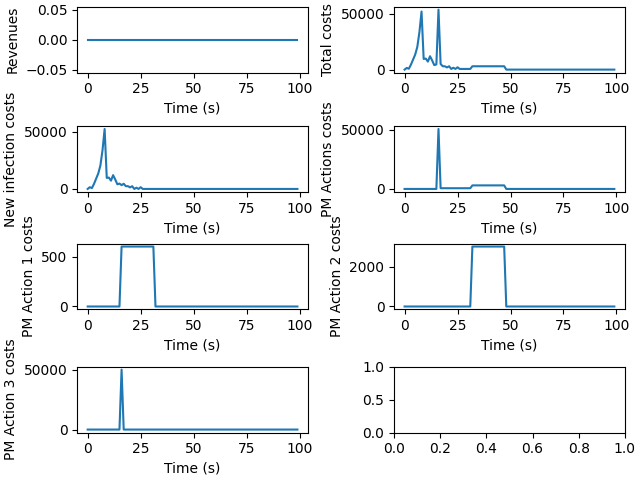 Revenues
0.05
0.00
−0.05
0 25 50 75 100
Time (s)
Total costs
50000
0
0 25 50 75 100
Time (s)
New infection costs
50000
0
0 25 50 75 100
Time (s)
PM Actions costs
50000
0
0 25 50 75 100
Time (s)
PM Action 1 costs
500
0
0 25 50 75 100
Time (s)
PM Action 2 costs
2000
0
0 25 50 75 100
Time (s)
PM Action 3 costs
50000
0
0 25 50 75 100
Time (s)
1.0
0.5
0.0
0.0 0.2 0.4 0.6 0.8 1.0